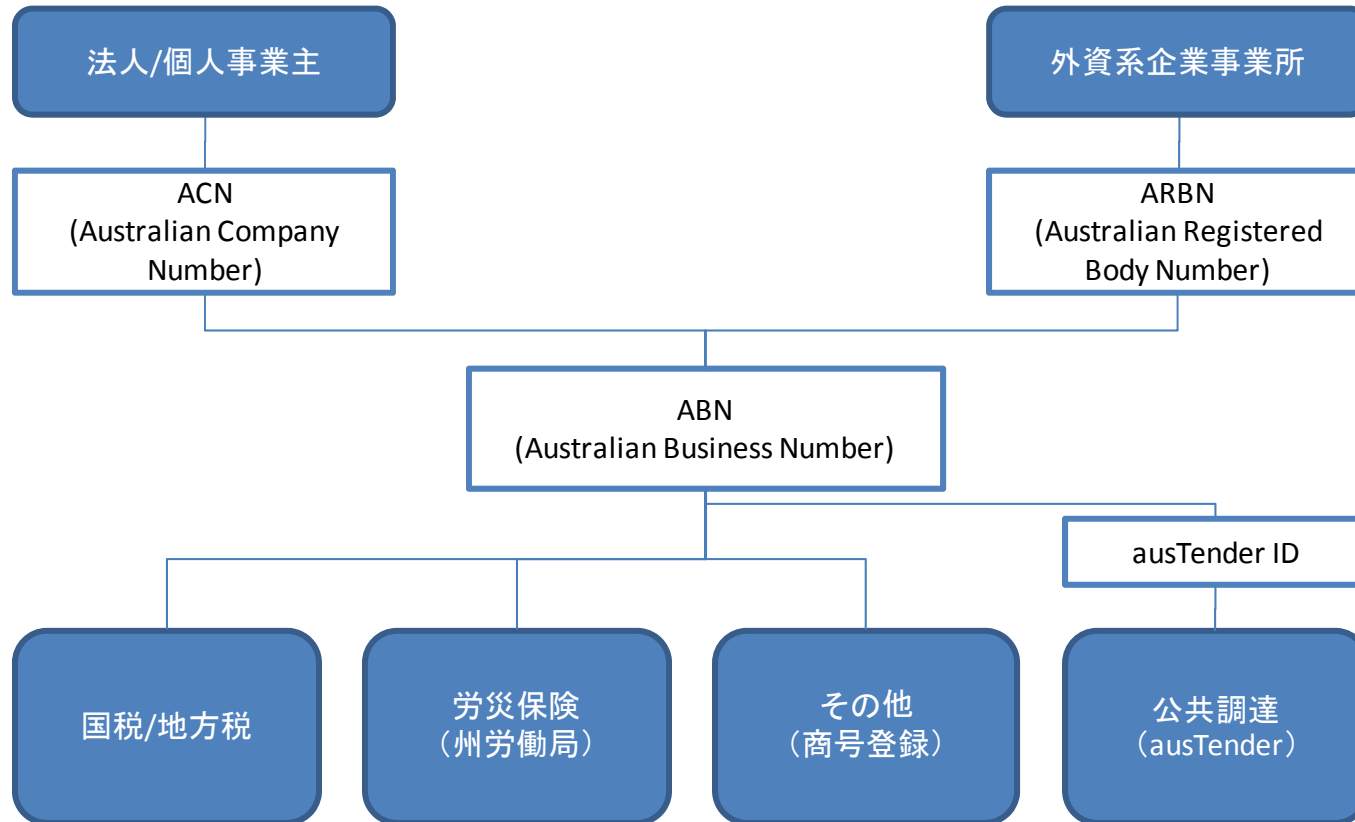 法人/個人事業主
外資系企業事業所
ACN
(Australian Company
Number)
ARBN
(Australian Registered
Body Number)
ABN
(Australian Business Number)
ausTender ID
国税/地方税
労災保険
（州労働局）
その他
（商号登録）
公共調達
（ausTender）